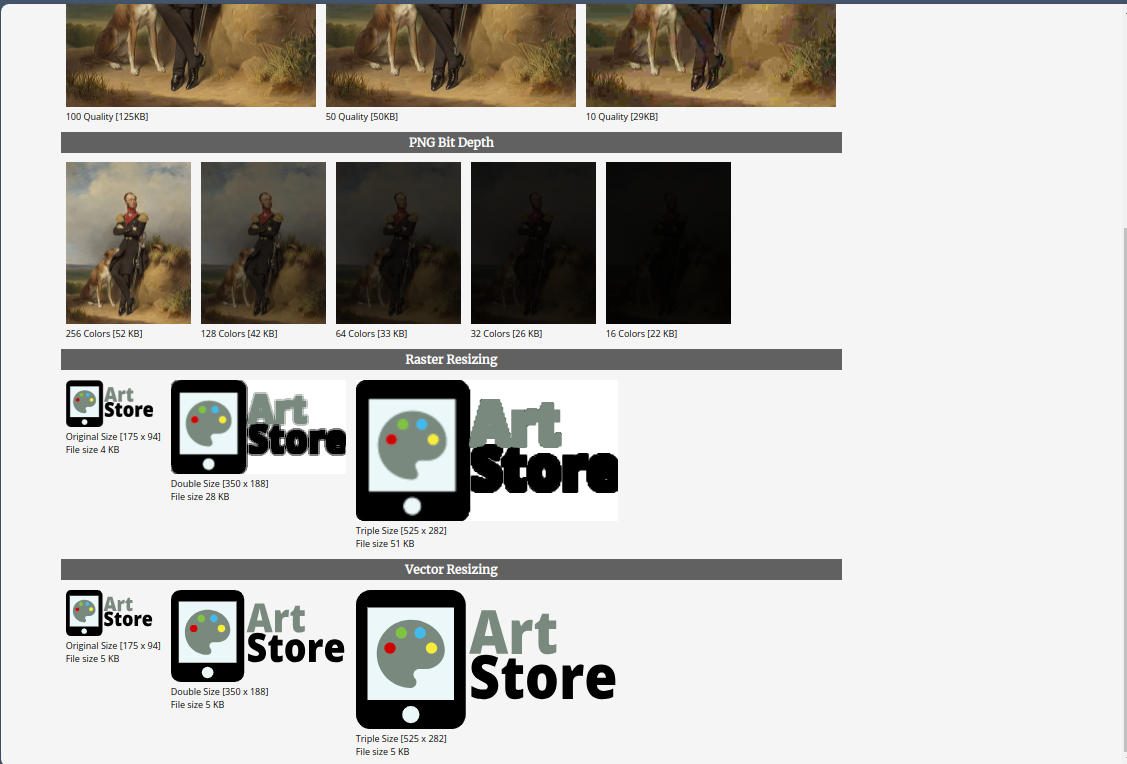 100 Quality [125KB]
50 Quality [50KB]
10 Quality [29KB]
PNG Bit Depth
256 Colors [52 KB]
128 Colors [42 KB]
64 Colors [33 KB]
32 Colors [26 KB]
16 Colors [22 KB]
Raster Resizing
Art
Store
Original Size [175 x 94]
File size 4 KB
Art
Store
Double Size [350 x 188]
File size 28 KB
Art
Store
Triple Size [525 x 282]
File size 51 KB
Vector Resizing
Art
Store
Original Size [175 x 94]
File size 5 KB
Art
Store
Double Size [350 x 188]
File size 5 KB
Art
Store
Triple Size [525 x 282]
File size 5 KB